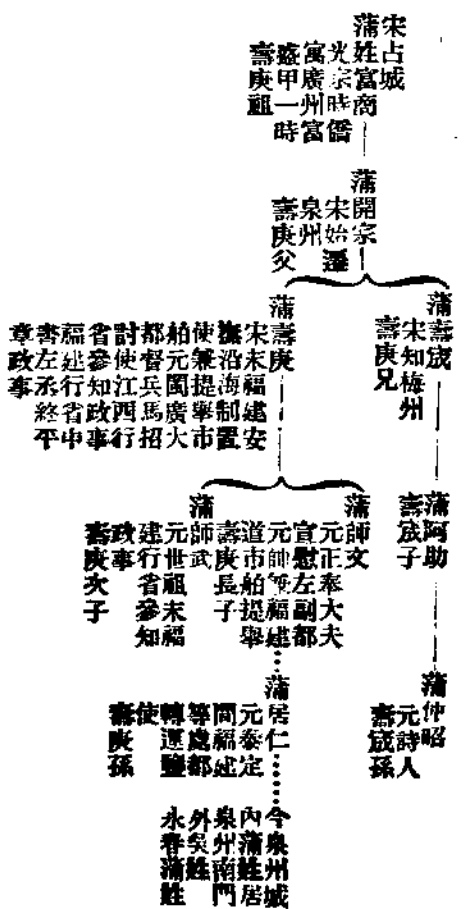 宋占城
蒲姓富商
光宗時僑
寓廣州富
盛甲一時
壽庚祖
蒲開宗
宋始遷
泉州
壽庚父
蒲壽宬
宋知梅州
壽庚兄
蒲阿助
壽宬子
蒲仲昭
元詩人
壽宬孫
蒲壽庚
宋末福建安
撫沿海制置
使兼提舉市
舶元閩廣大
都督兵馬招
討使江西行
省參知政事
福建行省中
書左丞終平
章政事
蒲師文
元正奉大夫
宣慰左副都
元帥兼福建
道市舶提舉
壽庚長子
蒲師武
元世祖末福
建行省參知
政事
壽庚次子
蒲居仁
元泰定
間福建
等處都
轉運鹽
使
壽庚孫
今泉州城
內蒲姓居
泉州南門
外吳姓
永春蒲姓